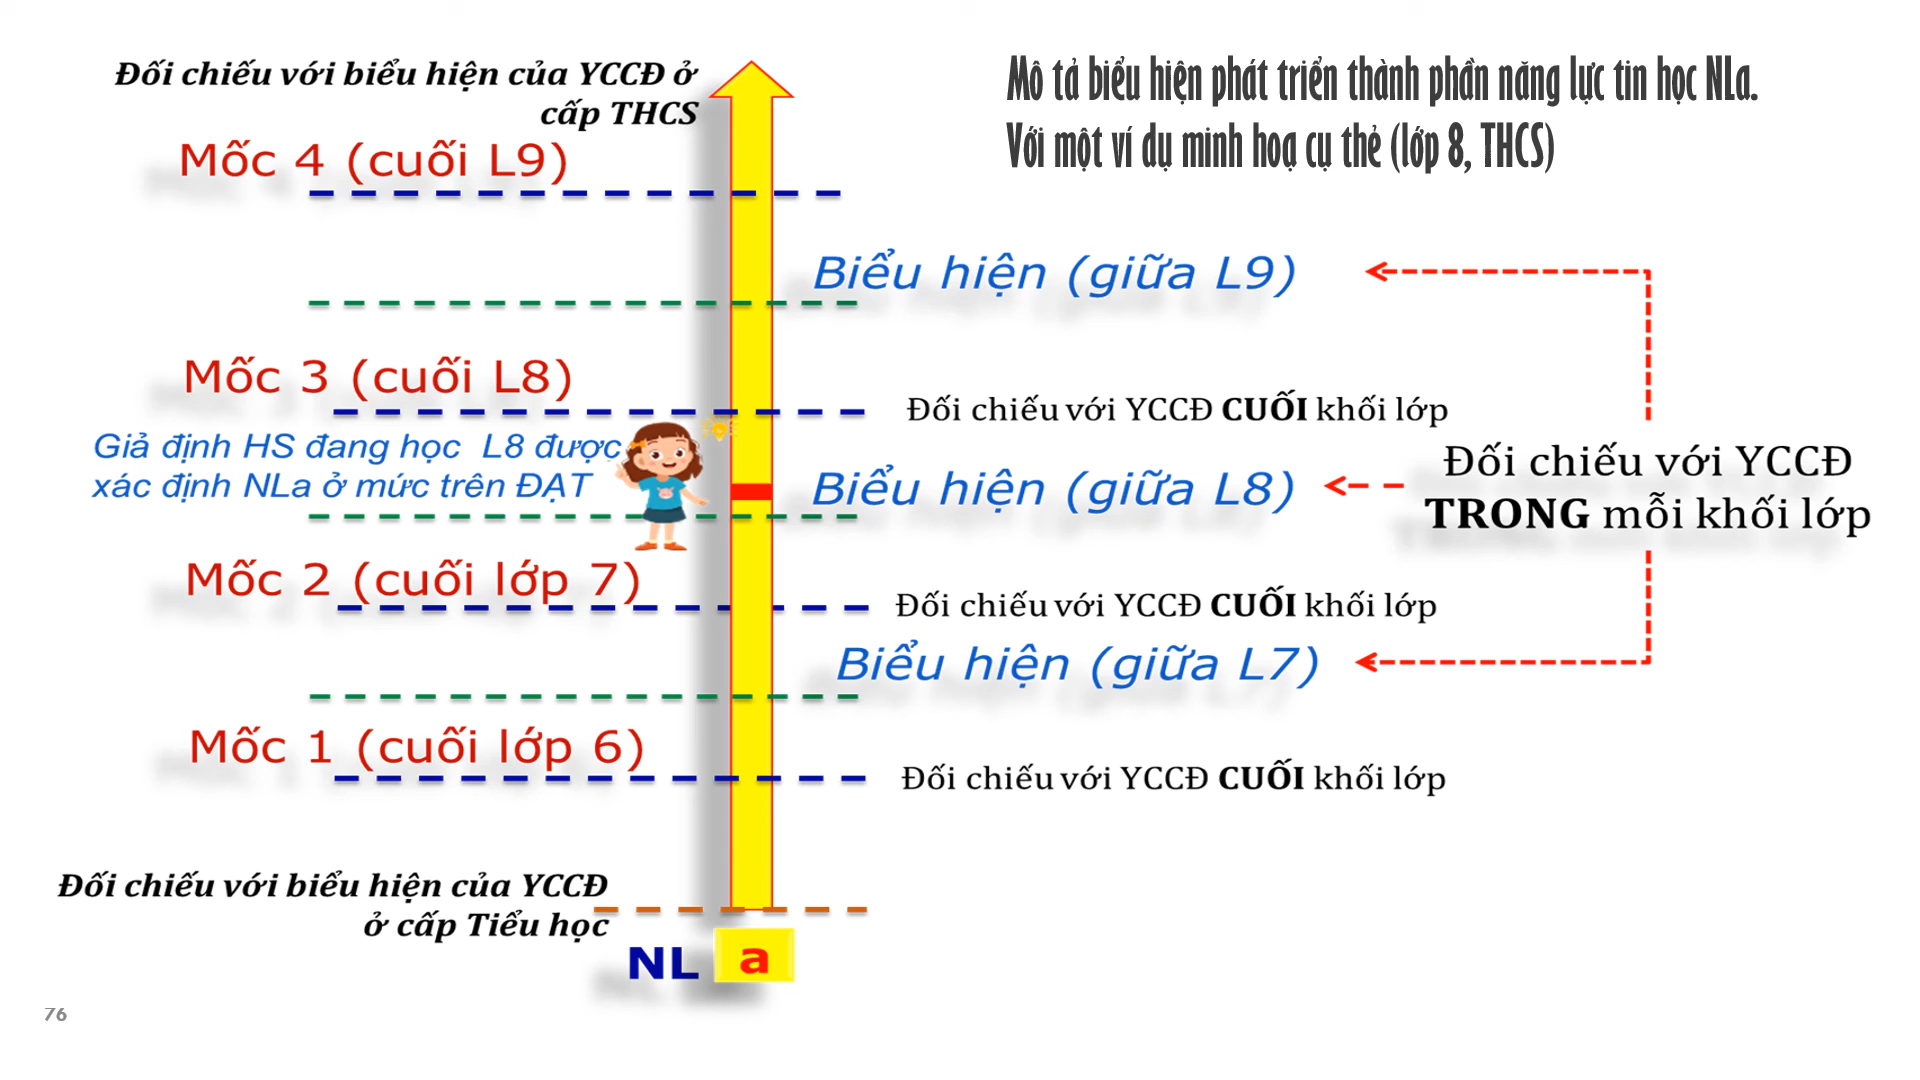 Đối chiếu với biểu hiện của YCCĐ ở
cấp THCS
Mô tả biểu hiện phát triển thành phần năng lực tin học NLa.
Với một ví dụ minh hoạ cụ thẻ (lớp 8, THCS)
Mốc 4 (cuối L9)
Biểu hiện (giữa L9)
Mốc 3 (cuối L8)
Đối chiếu với YCCĐ CUỐI khối lớp
Giả định HS đang học L8 được
xác định NLa ở mức trên ĐẠT
Biểu hiện (giữa L8)
Đối chiếu với YCCĐ
TRONG mỗi khối lớp
Mốc 2 (cuối lớp 7)
Đối chiếu với YCCĐ CUỐI khối lớp
Biểu hiện (giữa L7)
Mốc 1 (cuối lớp 6)
Đối chiếu với YCCĐ CUỐI khối lớp
Đối chiếu với biểu hiện của YCCĐ
ở cấp Tiểu học
NL a
76